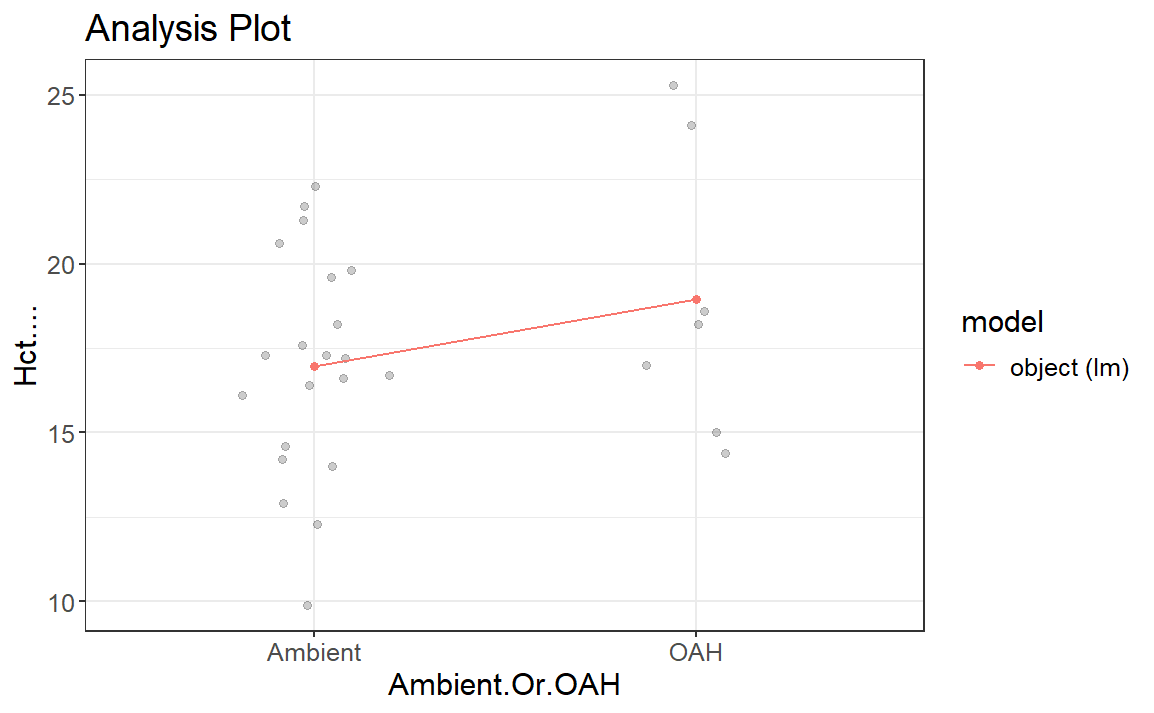 Analysis Plot
25
20
15
10
Hct....
Ambient
OAH
Ambient.Or.OAH
model
object (lm)